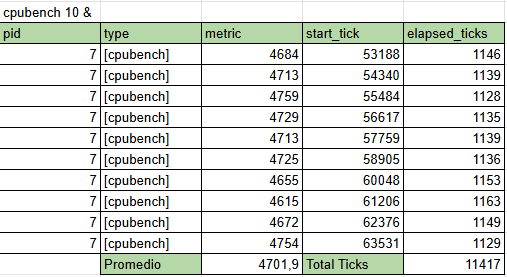 cpubench 10 &
pid type metric start_tick elapsed_ticks
7 [cpubench] 4684 53188 1146
7 [cpubench] 4713 54340 1139
7 [cpubench] 4759 55484 1128
7 [cpubench] 4729 56617 1135
7 [cpubench] 4713 57759 1139
7 [cpubench] 4725 58905 1136
7 [cpubench] 4655 60048 1153
7 [cpubench] 4615 61206 1163
7 [cpubench] 4672 62376 1149
7 [cpubench] 4754 63531 1129
Promedio 4701,9 Total Ticks 11417